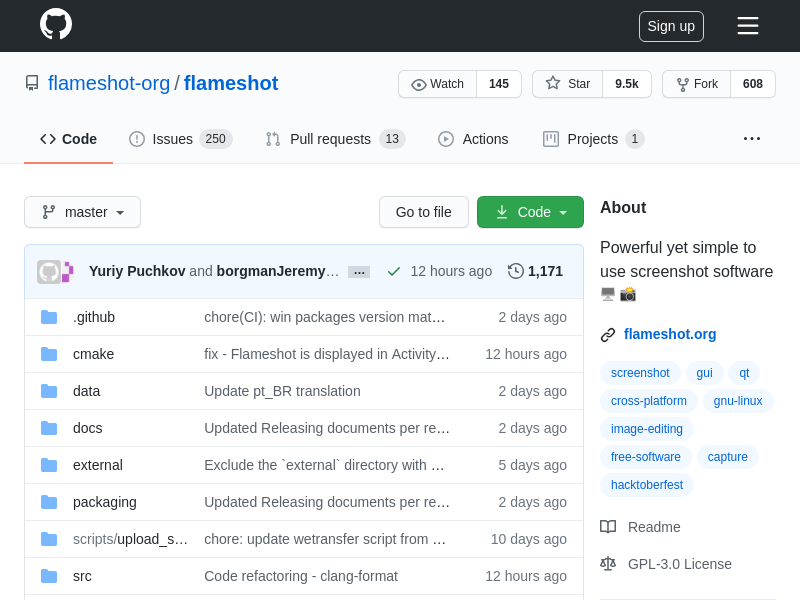 Sign up
flameshot-org / flameshot
Watch 145 Star 9.5k Fork 608
Code Issues 250 Pull requests 13 Actions Projects 1 ...
master Go to file Code
Yuriy Puchkov and borgmanJeremy… … 12 hours ago 1,171
.github chore(CI): win packages version mat… 2 days ago
cmake fix - Flameshot is displayed in Activity,… 12 hours ago
data Update pt_BR translation 2 days ago
docs Updated Releasing documents per re… 2 days ago
external Exclude the `external` directory with … 5 days ago
packaging Updated Releasing documents per re… 2 days ago
scripts/upload_s… chore: update wetransfer script from … 10 days ago
src Code refactoring - clang-format 12 hours ago
About
Powerful yet simple to
use screenshot software
flameshot.org
screenshot gui qt
cross-platform gnu-linux
image-editing
free-software capture
hacktoberfest
Readme
GPL-3.0 License